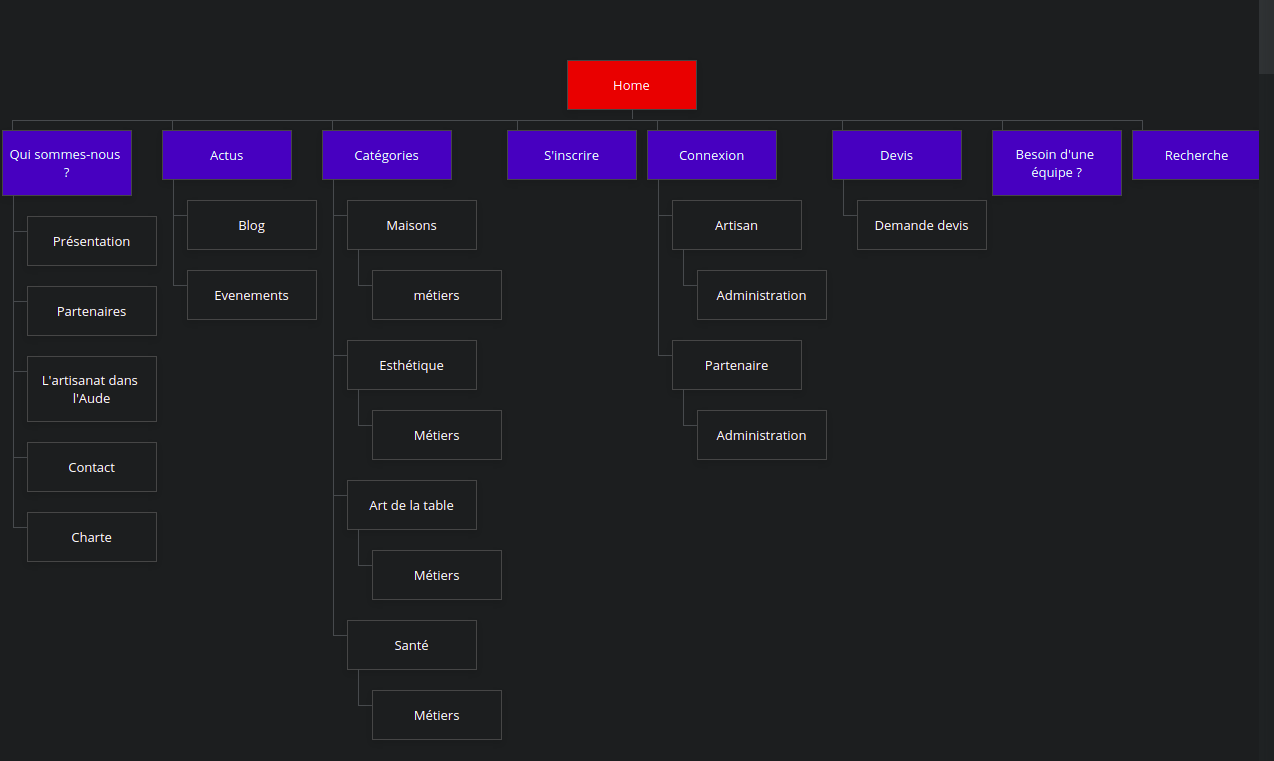 Home
Qui sommes-nous
?
Actus
Catégories
S'inscrire
Connexion
Devis
Besoin d'une
équipe ?
Recherche
Présentation
Partenaires
L'artisanat dans
l'Aude
Contact
Charte
Blog
Evenements
Maisons
métiers
Esthétique
Métiers
Art de la table
Métiers
Santé
Métiers
Artisan
Administration
Partenaire
Administration
Demande devis